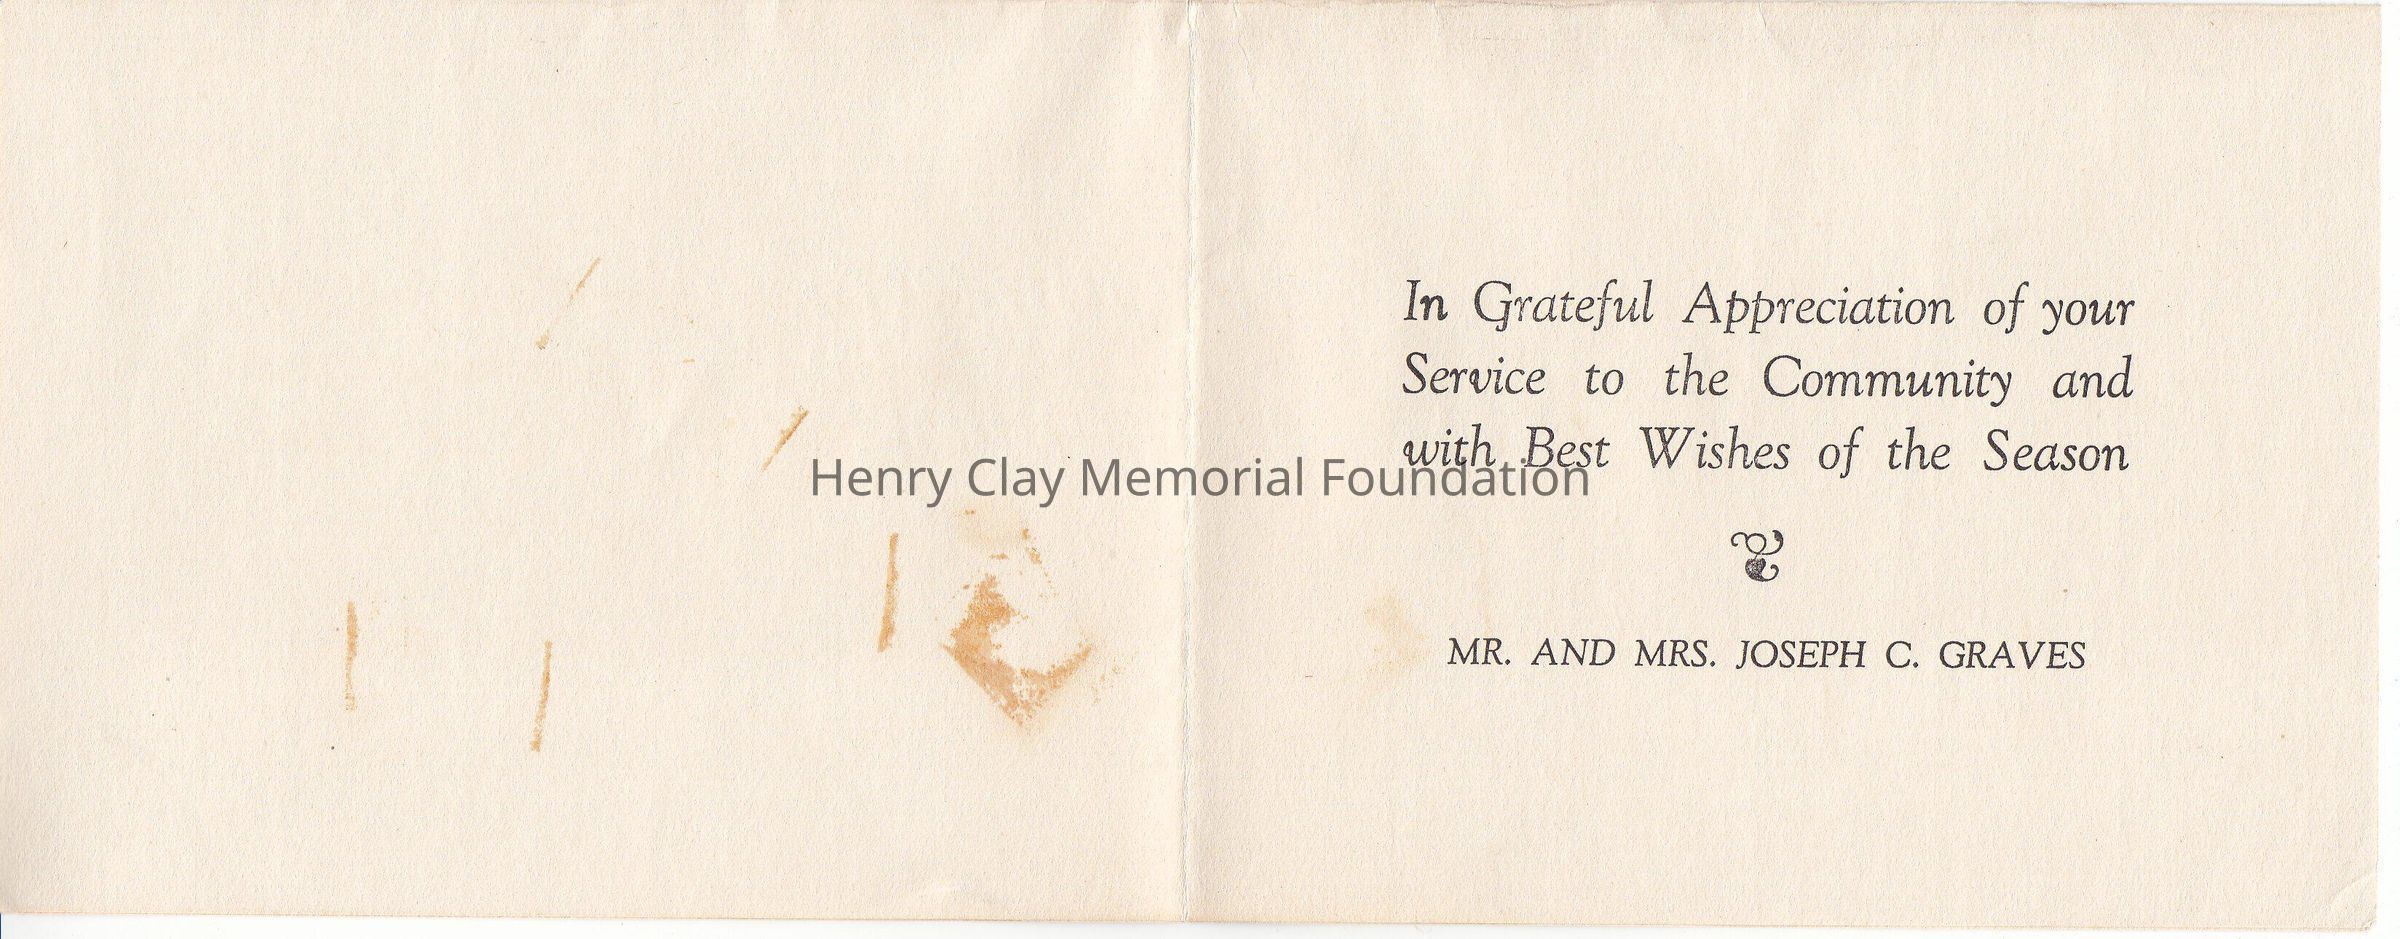 In Grateful Appreciation of your
Service to the Community and
with Best Wishes of the Season
Henry Clay Memorial Foundation
MR. AND MRS. JOSEPH C. GRAVES